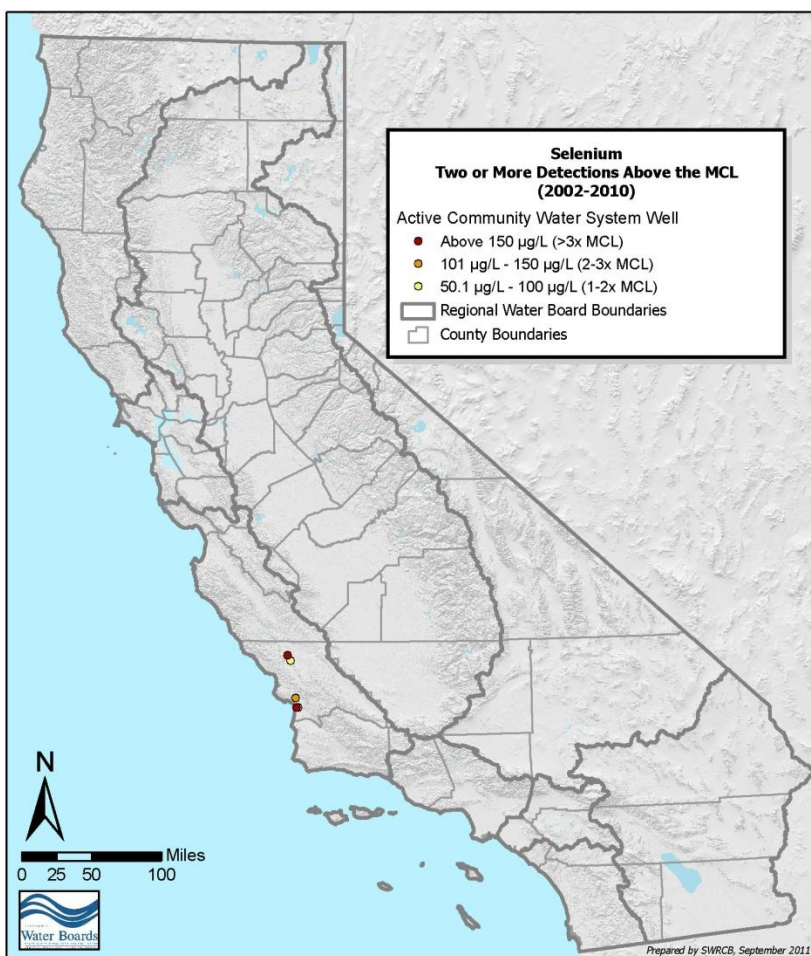 Selenium
Two or More Detections Above the MCL
(2002-2010)
Active Community Water System Well
Above 150 µg/L (>3x MCL)
101 µg/L - 150 µg/L (2-3x MCL)
50.1 µg/L - 100 µg/L (1-2x MCL)
Regional Water Board Boundaries
County Boundaries
N
0 25 50 100 Miles
Water Boards
Prepared by SWRCB, September 2011